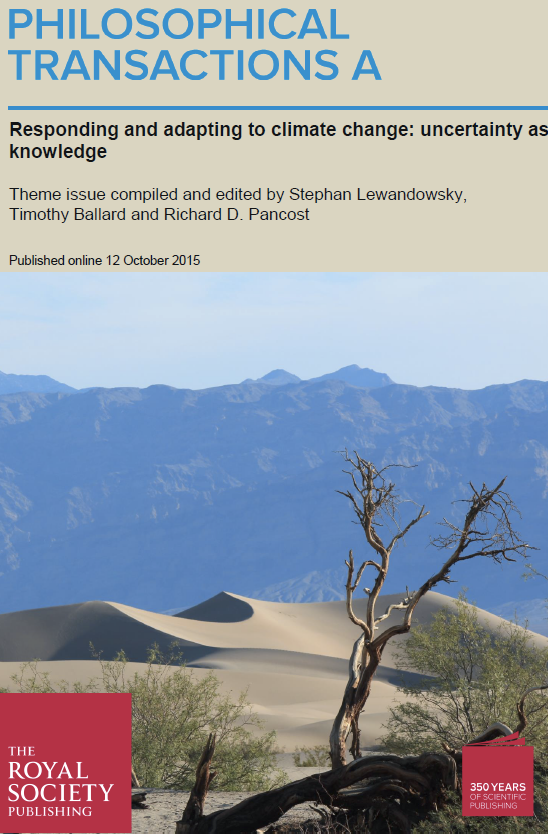 PHILOSOPHICAL
TRANSACTIONS A
Responding and adapting to climate change: uncertainty as
knowledge
Theme issue compiled and edited by Stephan Lewandowsky,
Timothy Ballard and Richard D. Pancost
Published online 12 October 2015
THE
ROYAL
SOCIETY
PUBLISHING
350 YEARS
OF SCIENTIFIC
PUBLISHING